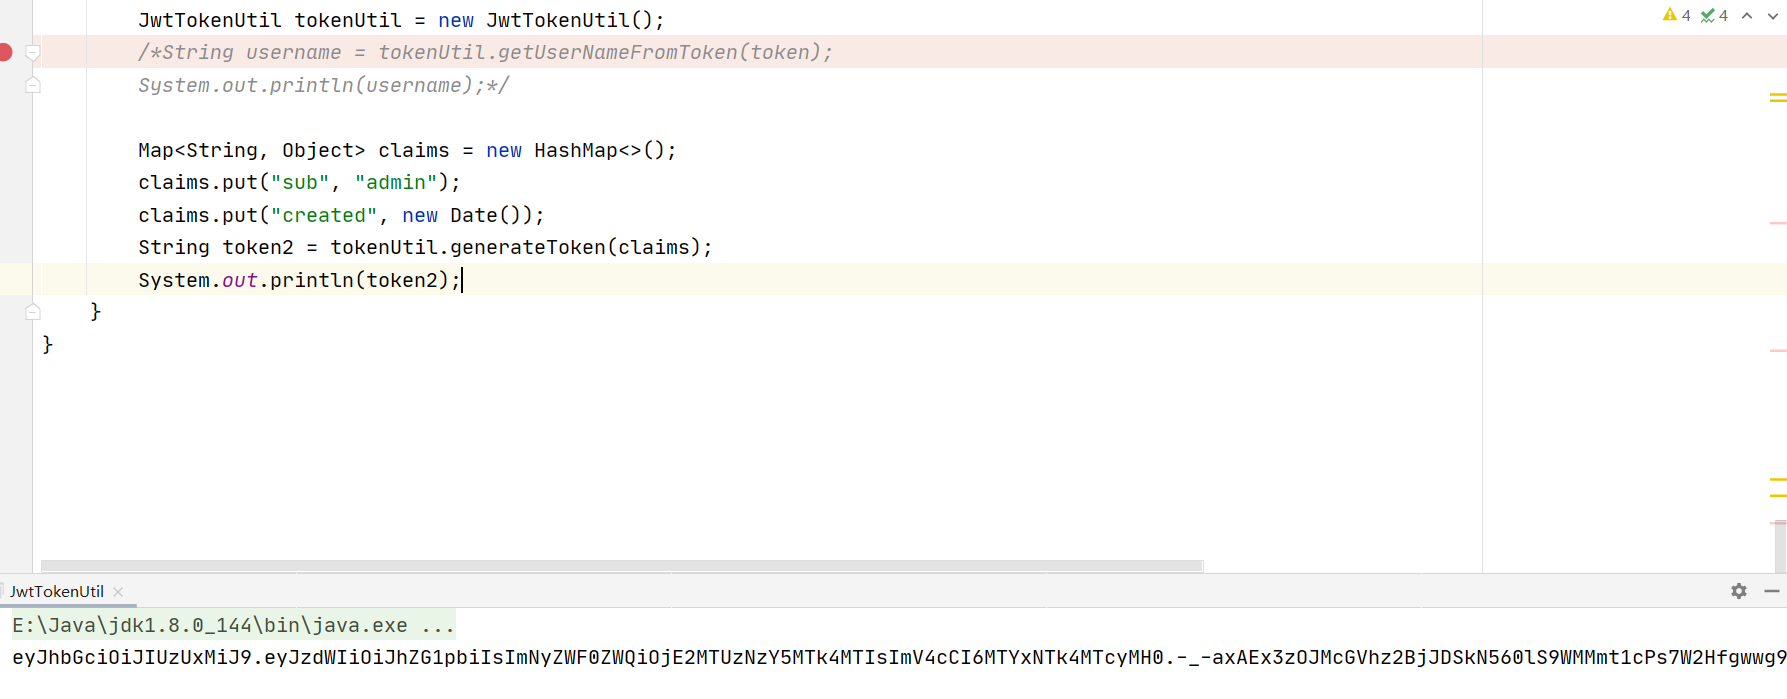 JwtTokenUtil tokenUtil = new JwtTokenUtil();
4 4
/*String username = tokenUtil.getUserNameFromToken(token);
System.out.println(username);*/
Map<String, Object> claims = new HashMap<>();
claims.put("sub", "admin");
claims.put("created", new Date());
String token2 = tokenUtil.generateToken(claims);
System.out.println(token2);
}
}
JwtTokenUtil
E:\Java\jdk1.8.0_144\bin\java.exe ...
eyJhbGciOiJIUzUxMiJ9.eyJzdWIiOiJhZG1pbiIsImNyZWF0ZWQiOjE2MTUzNzY5MTk4MTIsImV4cCI6MTYxNTk4MTcyMH0.-_-axAEx3zOJMcGVhz2BjJDSkN560lS9WMMmt1cPs7W2Hfgwwg9